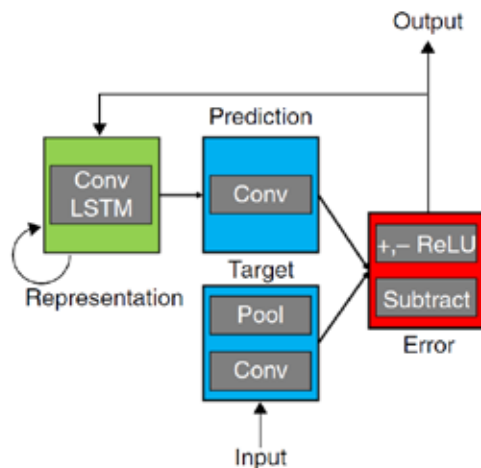 Output
Prediction
Conv
LSTM
Conv
+,– ReLU
Subtract
Representation
Target
Pool
Conv
Error
Input